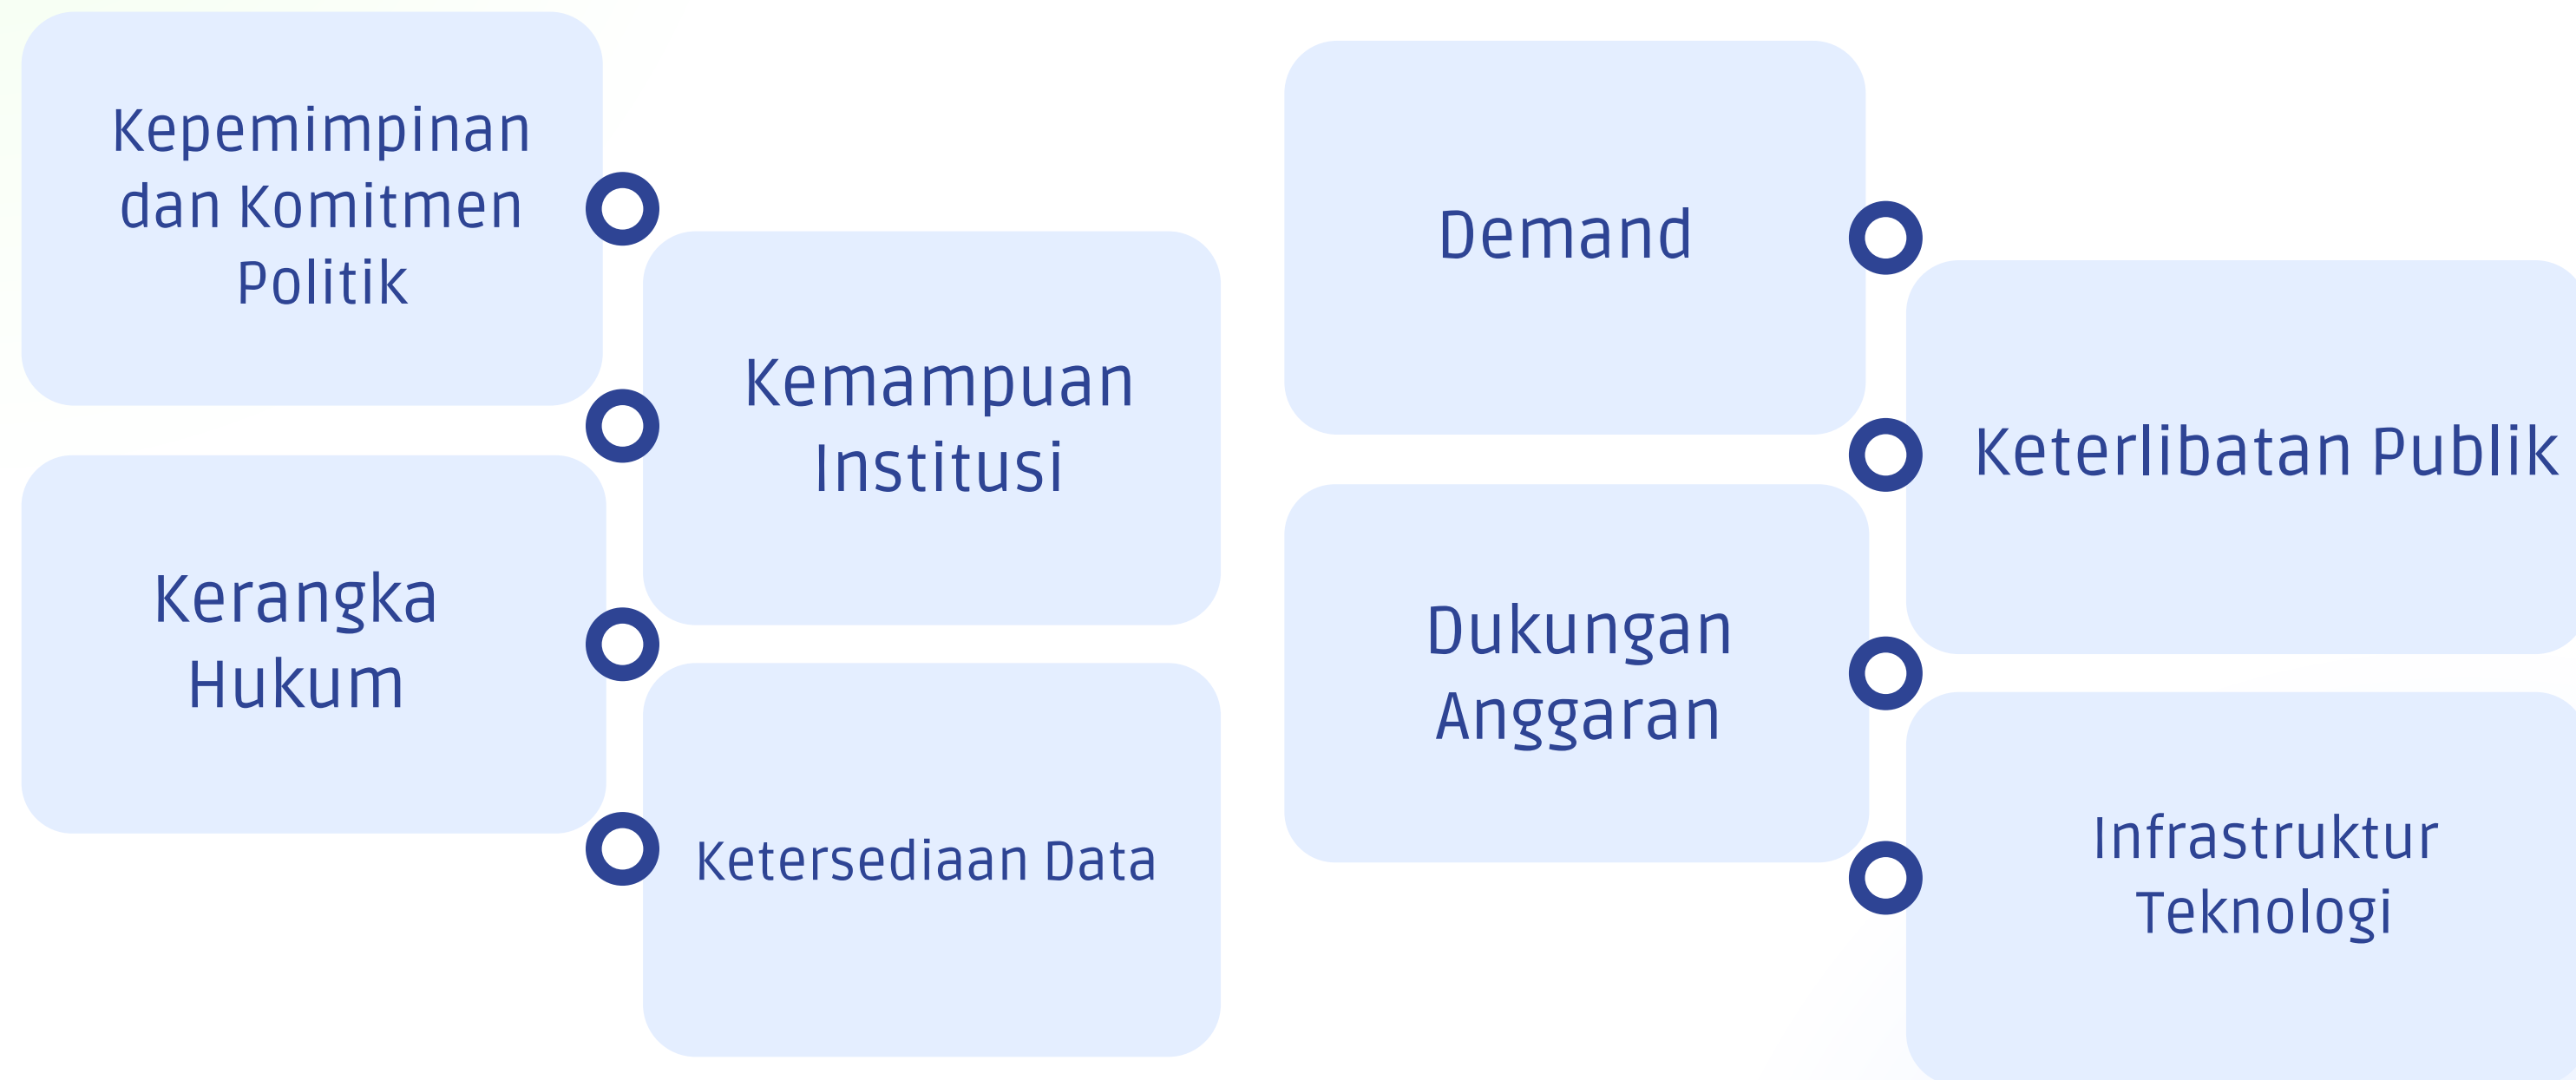 Kepemimpinan
dan Komitmen
Politik
Kemampuan
Institusi
Kerangka
Hukum
Ketersediaan Data
Demand
Keterlibatan Publik
Dukungan
Anggaran
Infrastruktur
Teknologi